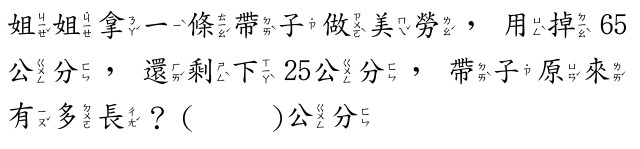 姐姐拿一條帶子做美勞，用掉65
公分，還剩下25公分，帶子原來
有多長？(　　　)公分